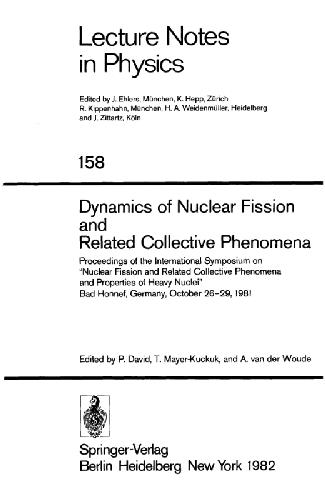 Lecture Notes
in Physics
Edited by J. Ehlers, München, K. Hepp, Zürich
R. Kippenhahn, München, H. A. Weidenmüller, Heidelberg
and J. Zittartz, Köln
158
Dynamics of Nuclear Fission
and
Related Collective Phenomena
Proceedings of the International Symposium on
"Nuclear Fission and Related Collective Phenomena
and Properties of Heavy Nuclei"
Bad Honnef, Germany, October 26–29, 1981
Edited by P. David, T. Mayer-Kuckuk, and A. van der Woude
Springer-Verlag
Berlin Heidelberg New York 1982